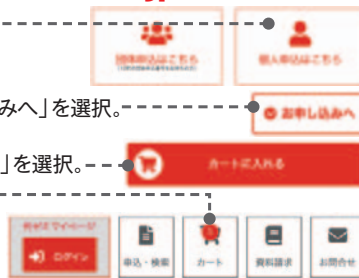 団体申込はこちら
個人申込はこちら
みへ」を選択。
お申し込みへ
」を選択。
カートに入れる
ログイン
申込・検索
カート
資料請求
お問合せ